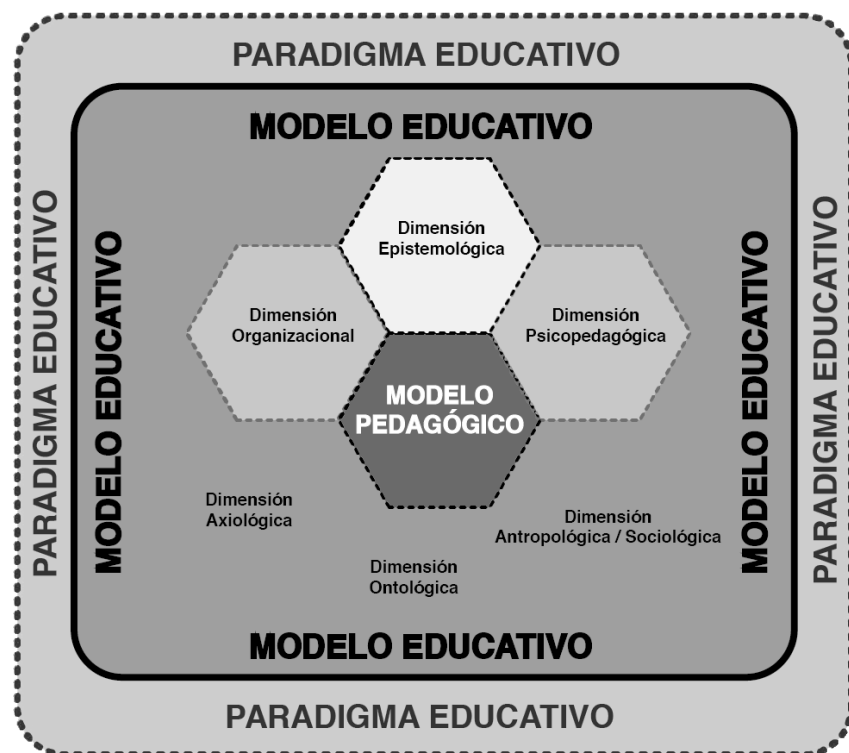 PARADIGMA EDUCATIVO
MODELO EDUCATIVO
Dimensión
Epistemológica
Dimensión
Organizacional
Dimensión
Psicopedagógica
MODELO
PEDAGÓGICO
PARADIGMA EDUCATIVO
MODELO EDUCATIVO
MODELO EDUCATIVO
PARADIGMA EDUCATIVO
Dimensión
Axiológica
Dimensión
Antropológica / Sociológica
Dimensión
Ontológica
MODELO EDUCATIVO
PARADIGMA EDUCATIVO